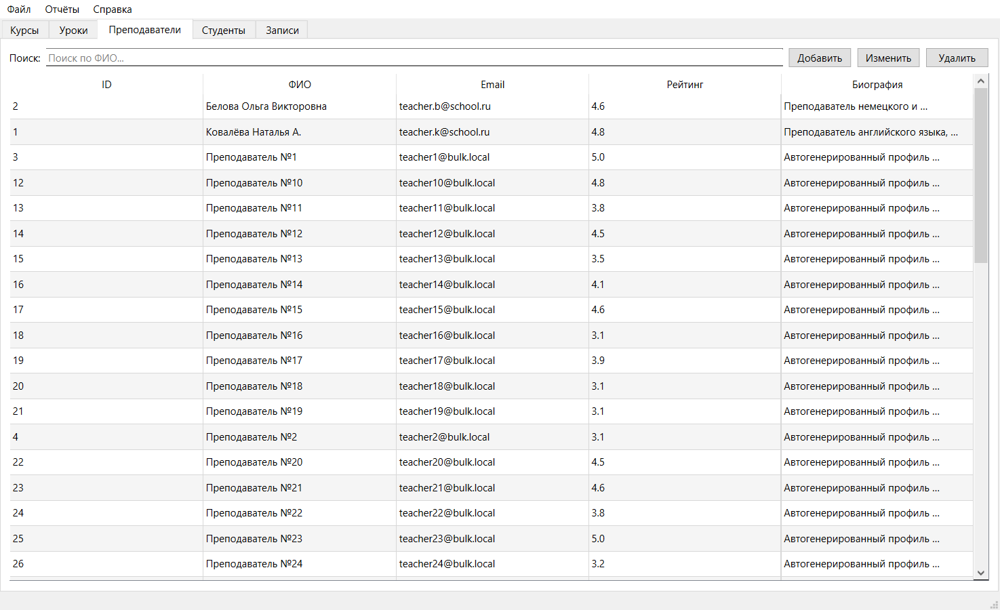 Файл Отчёты Справка
Курсы Уроки Преподаватели Студенты Записи
Поиск: Поиск по ФИО... Добавить Изменить Удалить
ID ФИО Email Рейтинг Биография
2 Белова Ольга Викторовна teacher.b@school.ru 4.6 Преподаватель немецкого и ...
1 Ковалёва Наталья А. teacher.k@school.ru 4.8 Преподаватель английского языка, ...
3 Преподаватель №1 teacher1@bulk.local 5.0 Автогенерированный профиль ...
12 Преподаватель №10 teacher10@bulk.local 4.8 Автогенерированный профиль ...
13 Преподаватель №11 teacher11@bulk.local 3.8 Автогенерированный профиль ...
14 Преподаватель №12 teacher12@bulk.local 4.5 Автогенерированный профиль ...
15 Преподаватель №13 teacher13@bulk.local 3.5 Автогенерированный профиль ...
16 Преподаватель №14 teacher14@bulk.local 4.1 Автогенерированный профиль ...
17 Преподаватель №15 teacher15@bulk.local 4.6 Автогенерированный профиль ...
18 Преподаватель №16 teacher16@bulk.local 3.1 Автогенерированный профиль ...
19 Преподаватель №17 teacher17@bulk.local 3.9 Автогенерированный профиль ...
20 Преподаватель №18 teacher18@bulk.local 3.1 Автогенерированный профиль ...
21 Преподаватель №19 teacher19@bulk.local 3.1 Автогенерированный профиль ...
4 Преподаватель №2 teacher2@bulk.local 3.1 Автогенерированный профиль ...
22 Преподаватель №20 teacher20@bulk.local 4.5 Автогенерированный профиль ...
23 Преподаватель №21 teacher21@bulk.local 4.6 Автогенерированный профиль ...
24 Преподаватель №22 teacher22@bulk.local 3.8 Автогенерированный профиль ...
25 Преподаватель №23 teacher23@bulk.local 5.0 Автогенерированный профиль ...
26 Преподаватель №24 teacher24@bulk.local 3.2 Автогенерированный профиль ...